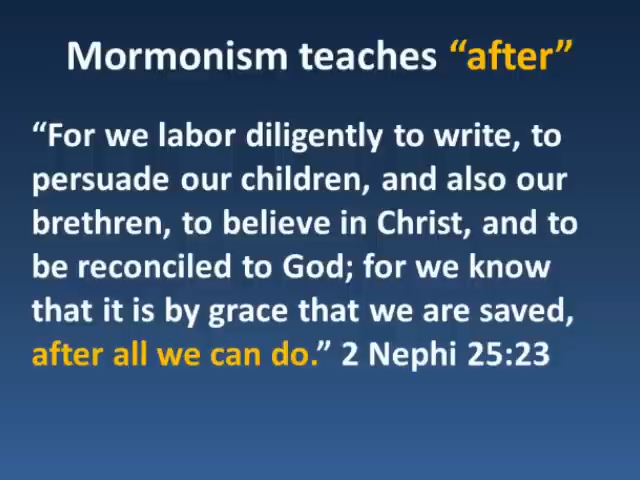 Mormonism teaches “after”
“For we labor diligently to write, to
persuade our children, and also our
brethren, to believe in Christ, and to
be reconciled to God; for we know
that it is by grace that we are saved,
after all we can do.” 2 Nephi 25:23